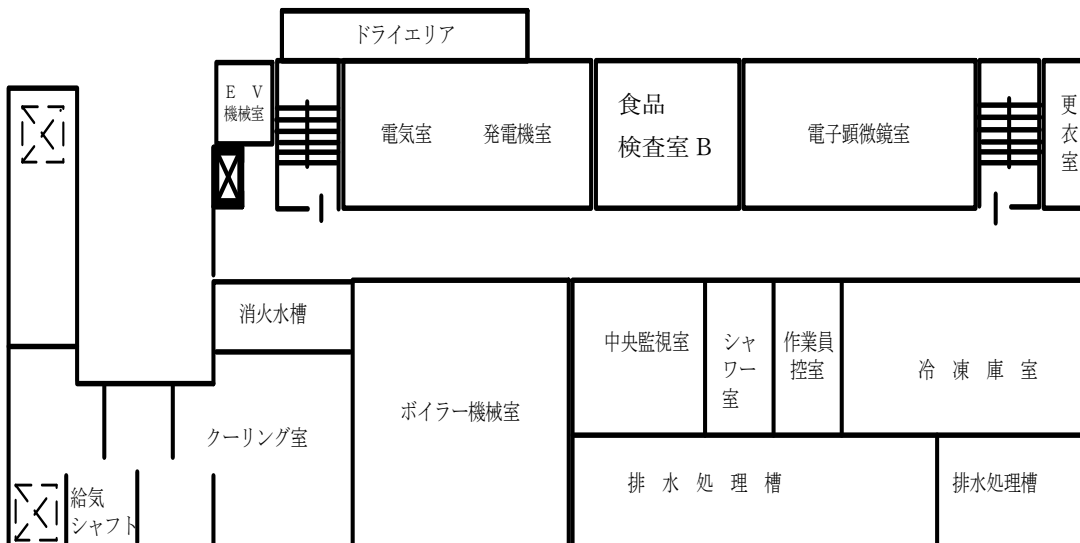 ドライエリア
E V
機械室
電気室
発電機室
食品
検査室 B
電子顕微鏡室
更
衣
室
消火水槽
中央監視室
シャ
ワー
室
作業員
控室
冷 凍 庫 室
ボイラー機械室
クーリング室
給気
シャフト
排 水 処 理 槽
排水処理槽